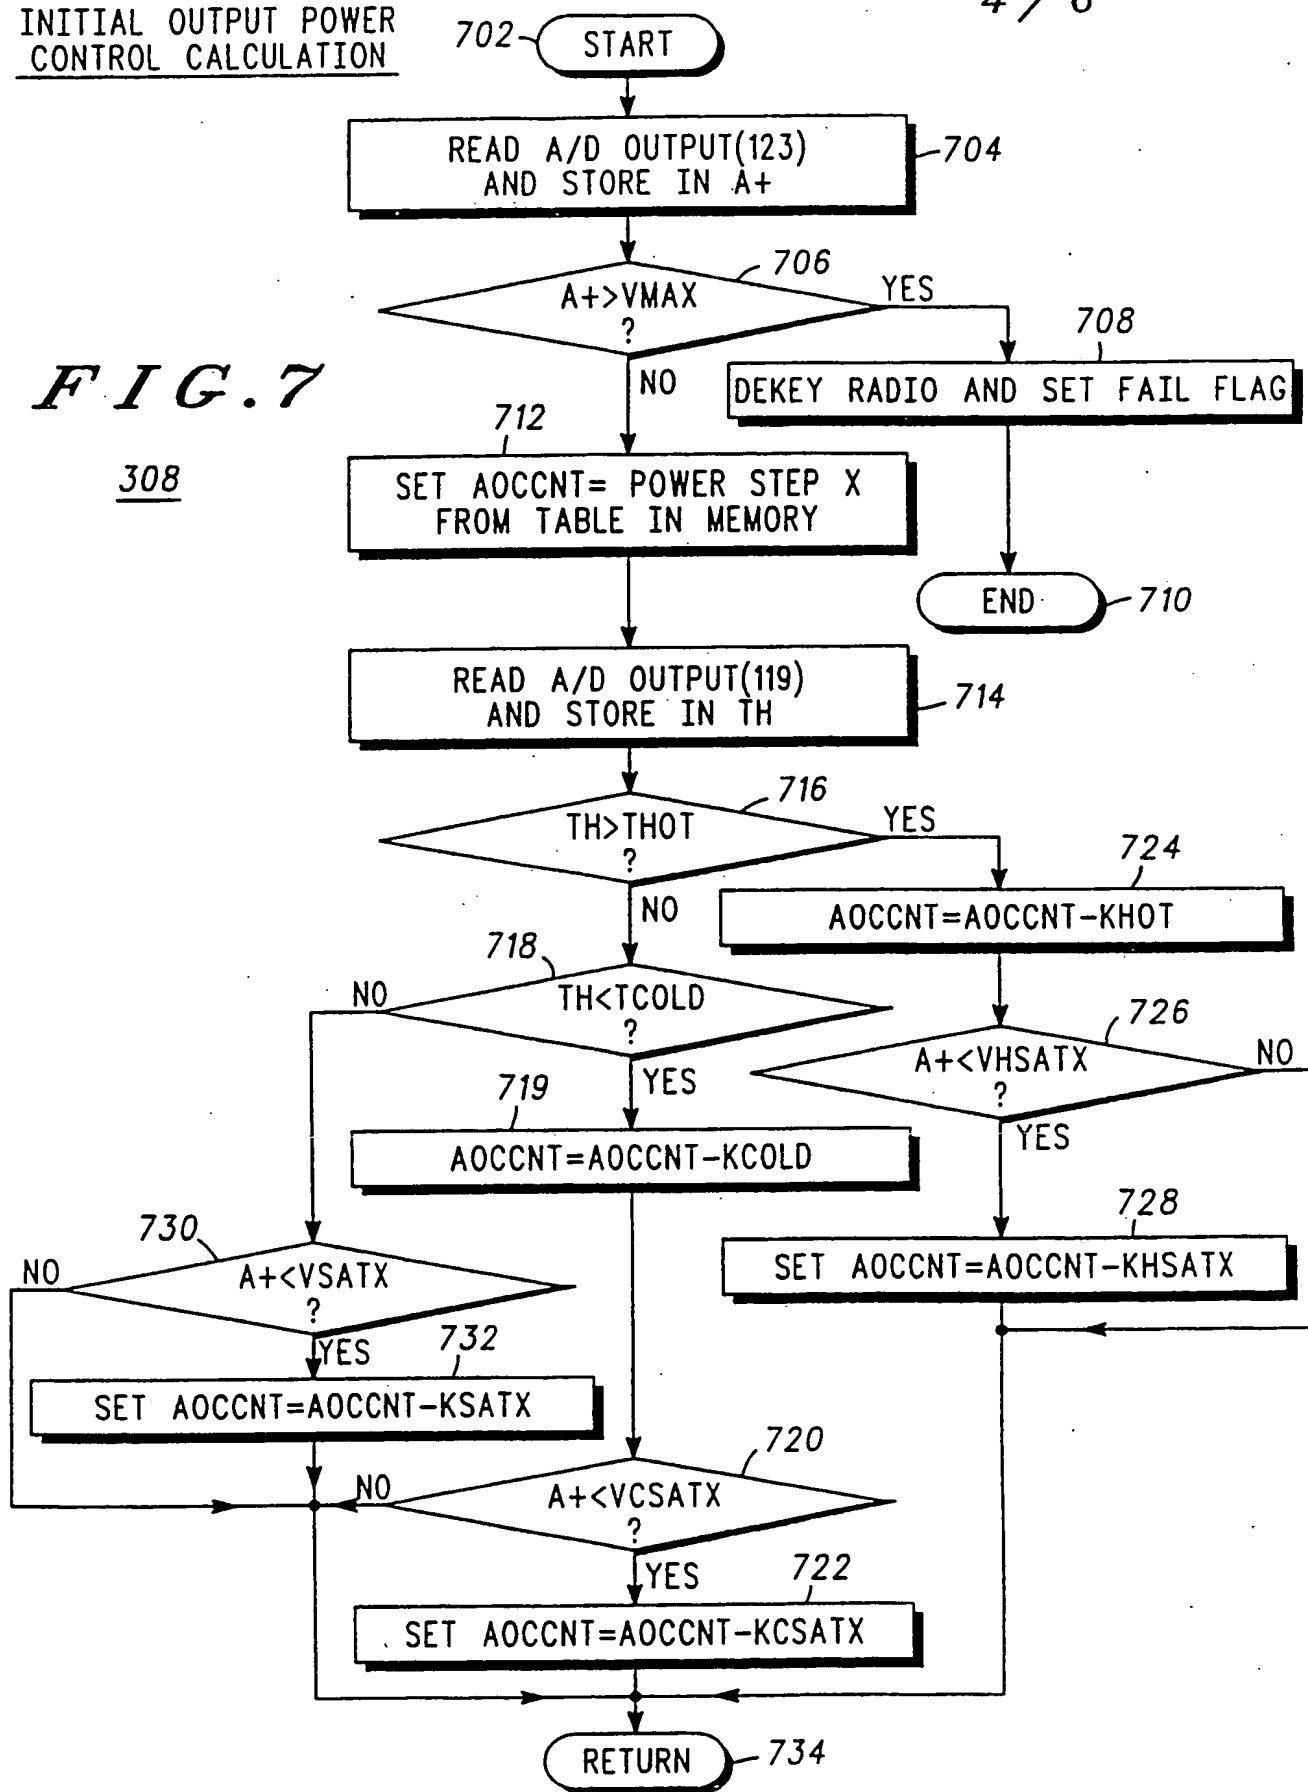 4/6
INITIAL OUTPUT POWER
CONTROL CALCULATION
702
START
READ A/D OUTPUT(123)
AND STORE IN A+
704
A+>VMAX
?
706
YES
NO
708
DEKEY RADIO AND SET FAIL FLAG
FIG.7
308
712
SET AOCCNT= POWER STEP X
FROM TABLE IN MEMORY
END
710
READ A/D OUTPUT(119)
AND STORE IN TH
714
TH>THOT
?
716
YES
NO
724
AOCCNT=AOCCNT-KHOT
718
TH<TCOLD
?
NO
YES
726
A+<VHSATX
?
NO
YES
719
AOCCNT=AOCCNT-KCOLD
728
SET AOCCNT=AOCCNT-KHSATX
730
A+<VSATX
?
NO
YES
732
SET AOCCNT=AOCCNT-KSATX
720
A+<VCSATX
?
NO
YES
722
SET AOCCNT=AOCCNT-KCSATX
RETURN
734